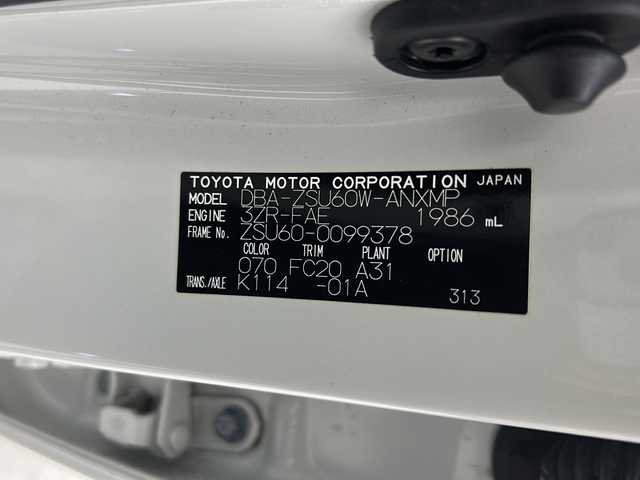 TOYOTA MOTOR CORPORATION JAPAN
MODEL DBA-ZSU60W-ANXMP
ENGINE 3ZR-FAE 1986 mL
FRAME No. ZSU60-0099378
COLOR TRIM PLANT OPTION
070 FC20 A31
TRANS./AXLE K114 -01A 313